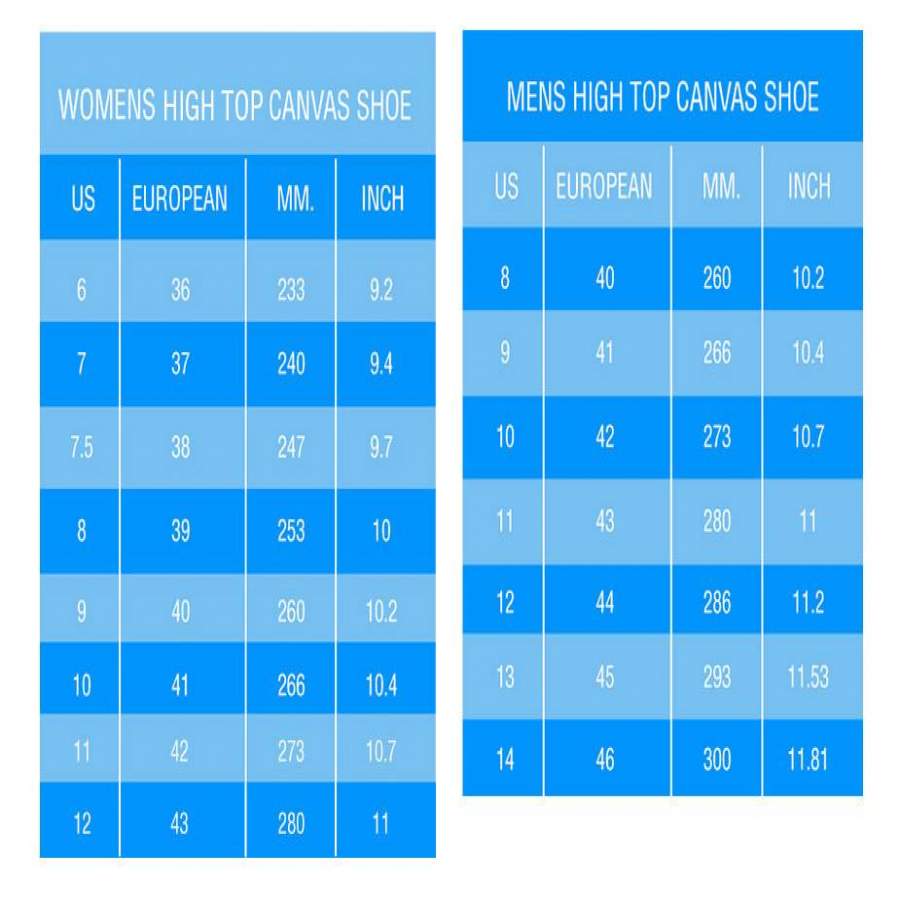 WOMENS HIGH TOP CANVAS SHOE
US EUROPEAN MM. INCH
6 36 233 9.2
7 37 240 9.4
7.5 38 247 9.7
8 39 253 10
9 40 260 10.2
10 41 266 10.4
11 42 273 10.7
12 43 280 11
MENS HIGH TOP CANVAS SHOE
US EUROPEAN MM. INCH
8 40 260 10.2
9 41 266 10.4
10 42 273 10.7
11 43 280 11
12 44 286 11.2
13 45 293 11.53
14 46 300 11.81